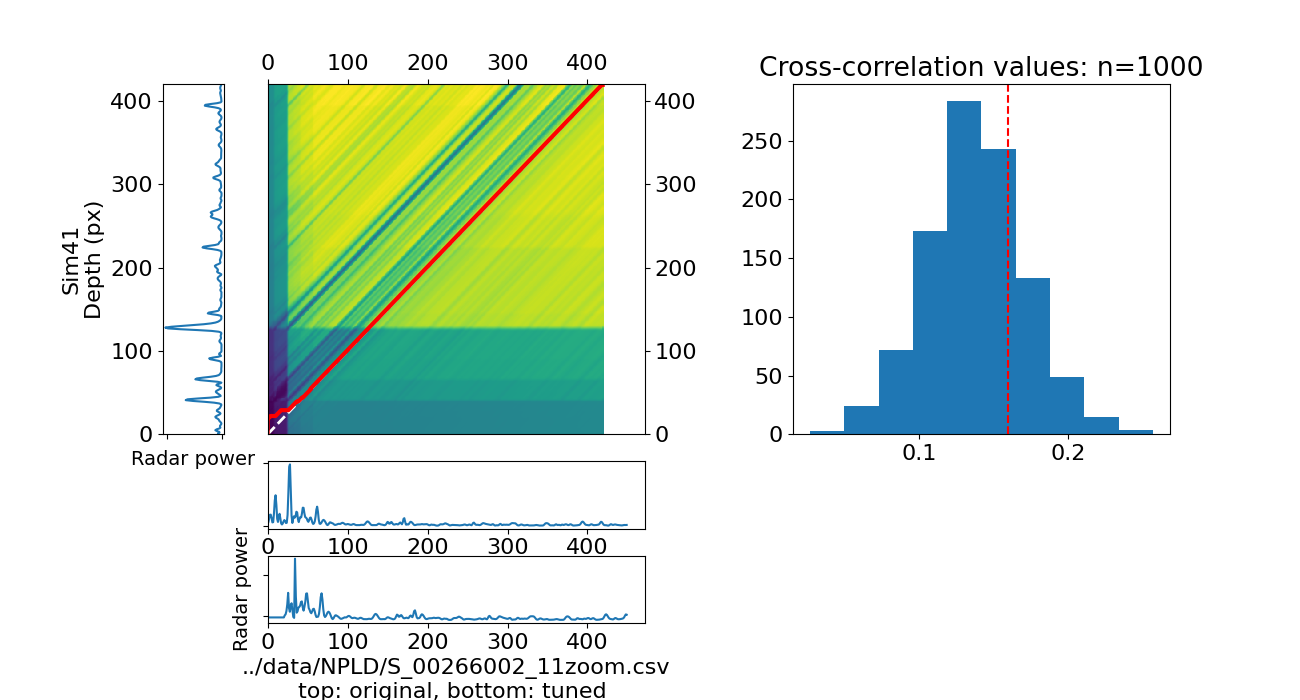 0 100 200 300 400
Cross-correlation values: n=1000
400 300 200 100 0
Sim41
Depth (px)
Radar power
400 300 200 100 0
250 200 150 100 50 0
0.1 0.2
0 100 200 300 400
Radar power
0 100 200 300 400
../data/NPLD/S_00266002_11zoom.csv
top: original, bottom: tuned